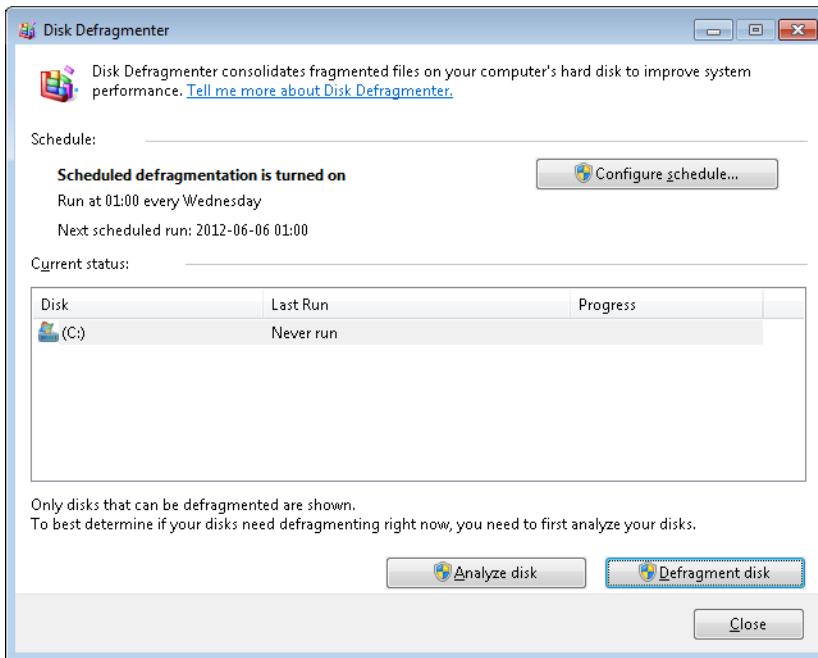 Disk Defragmenter
Disk Defragmenter consolidates fragmented files on your computer's hard disk to improve system
performance. Tell me more about Disk Defragmenter.
Schedule:
Scheduled defragmentation is turned on
Configure schedule...
Run at 01:00 every Wednesday
Next scheduled run: 2012-06-06 01:00
Current status:
Disk Last Run Progress
(C:) Never run
Only disks that can be defragmented are shown.
To best determine if your disks need defragmenting right now, you need to first analyze your disks.
Analyze disk Defragment disk
Close